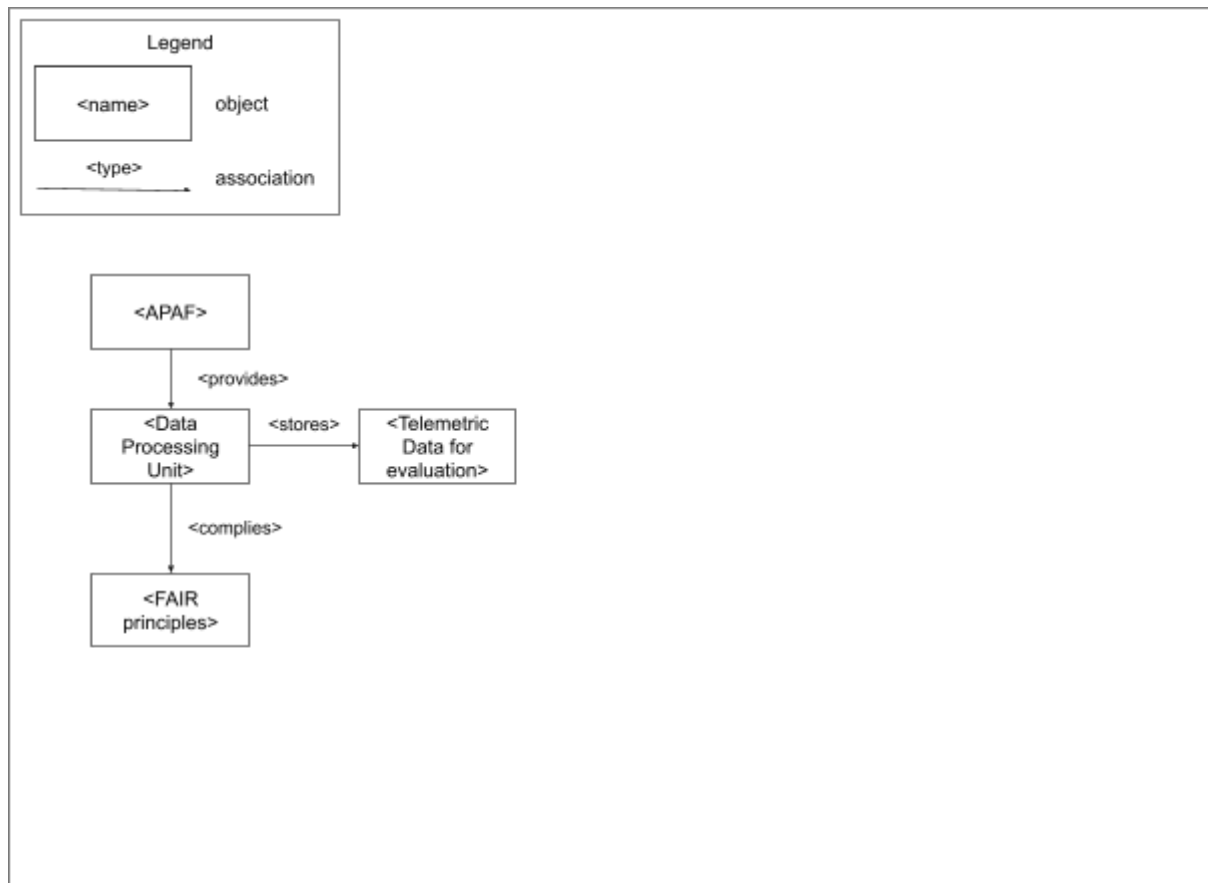 Legend
<name>
object
<type>
association
<APAF>
<provides>
<Data
Processing
Unit>
<stores>
<Telemetric
Data for
evaluation>
<complies>
<FAIR
principles>